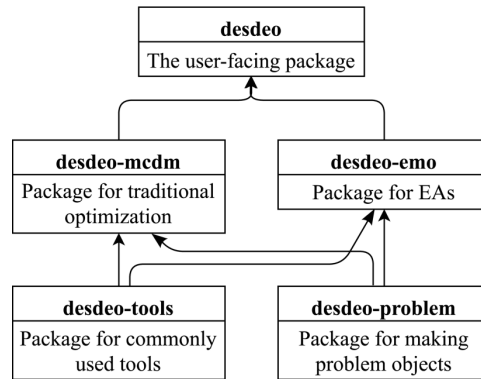 desdeo
The user-facing package
desdeo-mcdm
Package for traditional
optimization
desdeo-emo
Package for EAs
desdeo-tools
Package for commonly
used tools
desdeo-problem
Package for making
problem objects